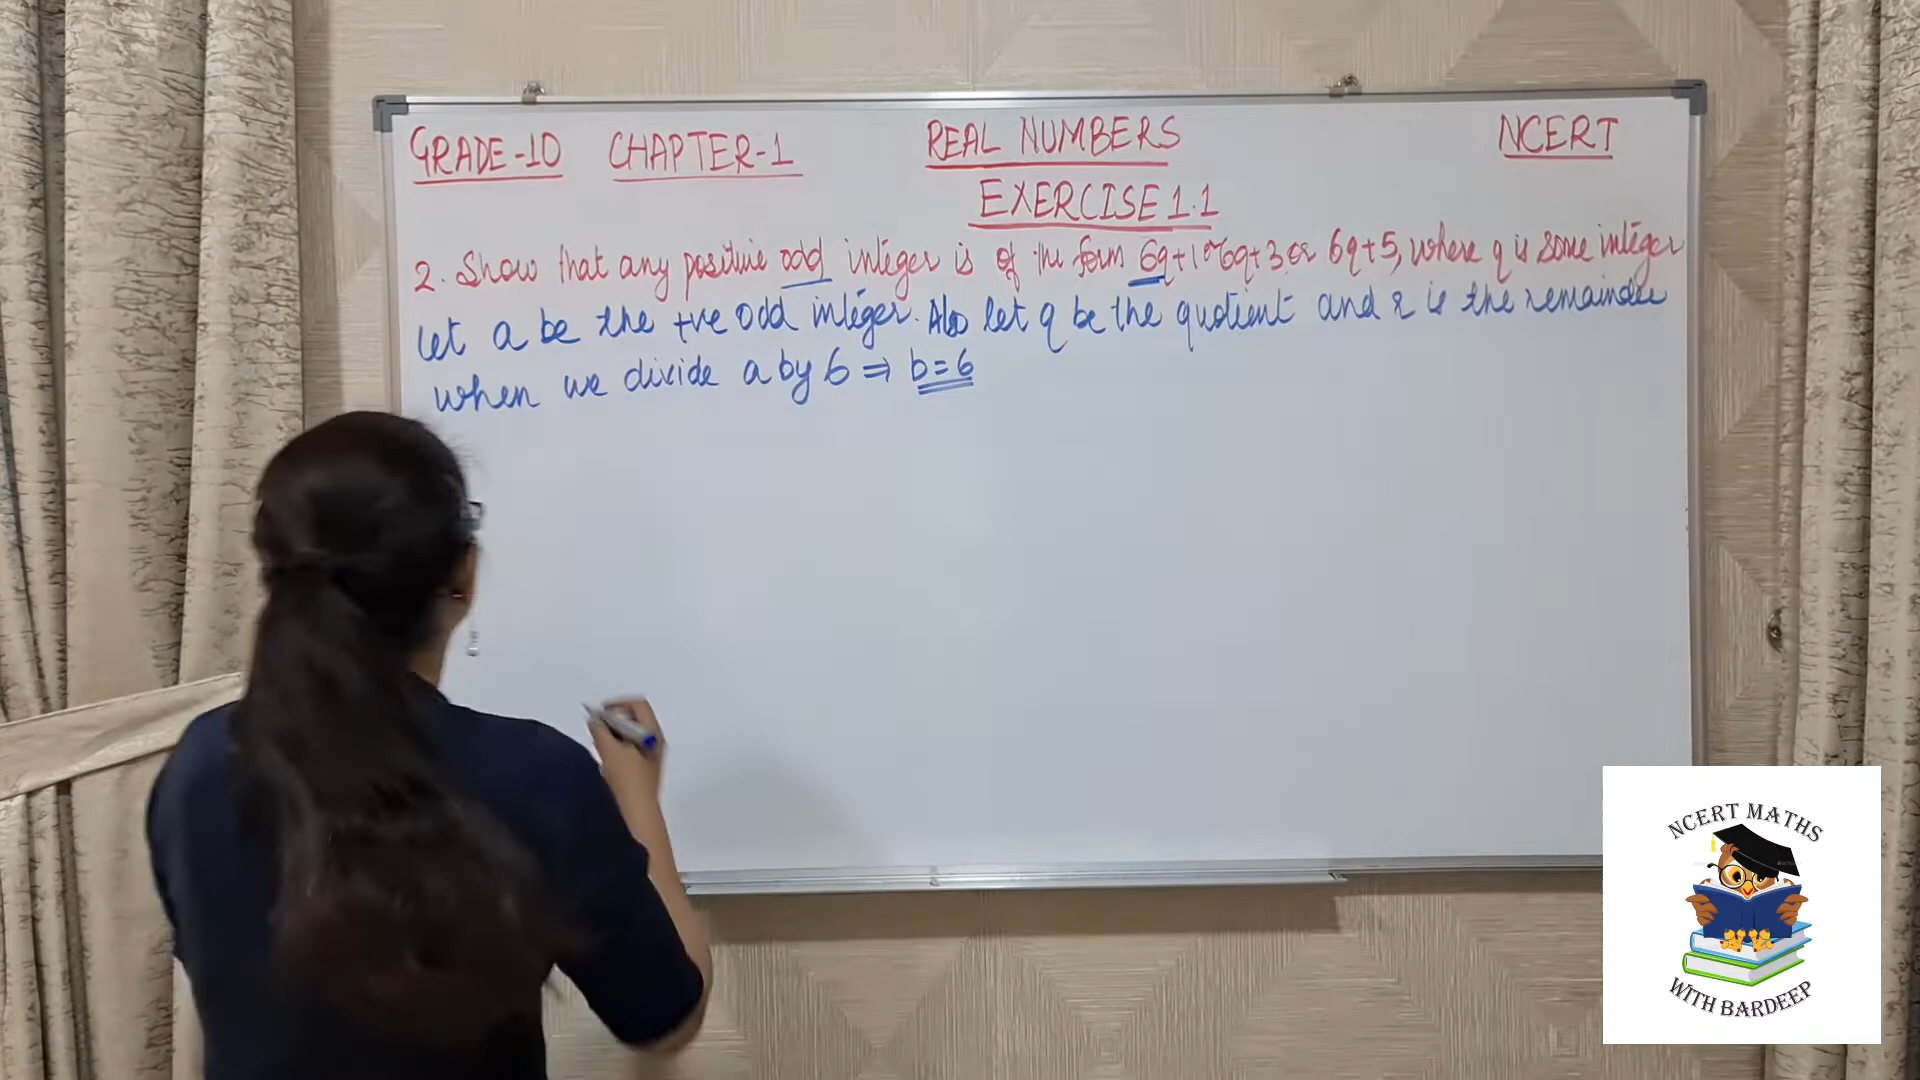 GRADE-10 CHAPTER-1 REAL NUMBERS NCERT
EXERCISE 1.1
2. Show that any positive odd integer is of the form 6q+1 or 6q+3 or 6q+5, where q is some integer
Let a be the +ve odd integer. Also let q be the quotient and r is the remainder
when we divide a by 6 ⇒ b=6
NCERT MATHS
WITH BARDEEP